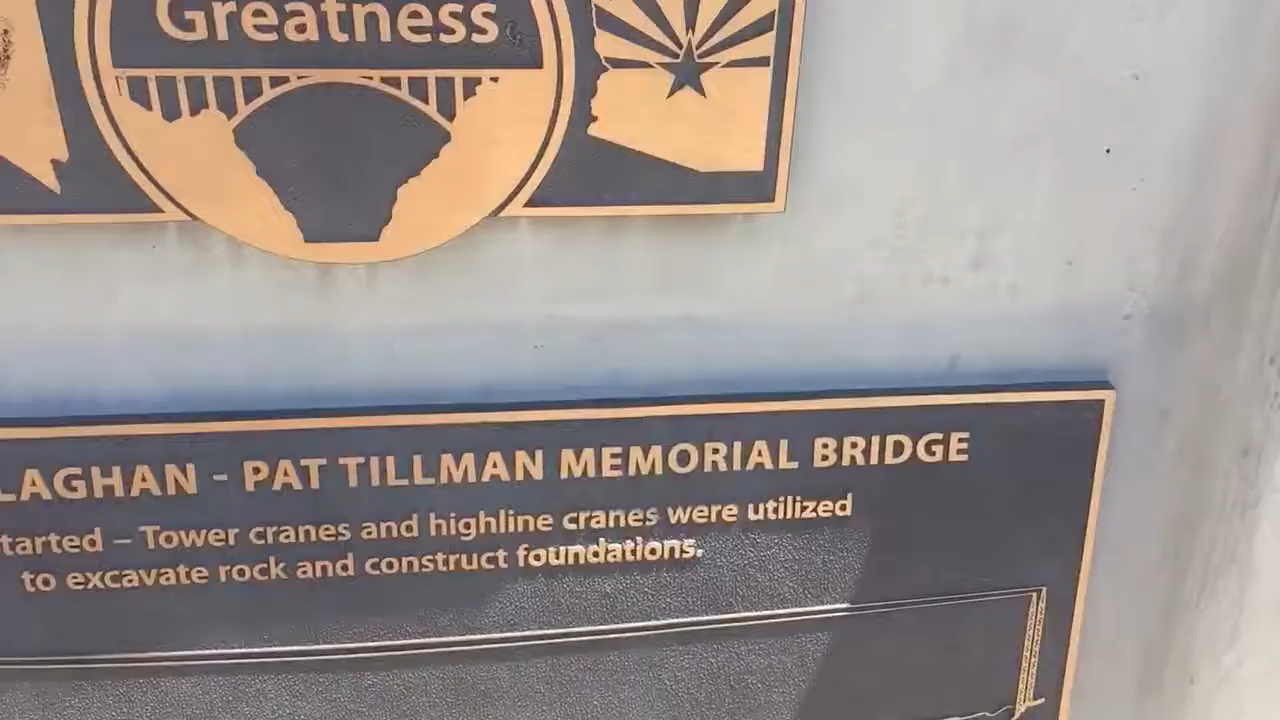 Greatness
LAGHAN - PAT TILLMAN MEMORIAL BRIDGE
tarted – Tower cranes and highline cranes were utilized
to excavate rock and construct foundations.